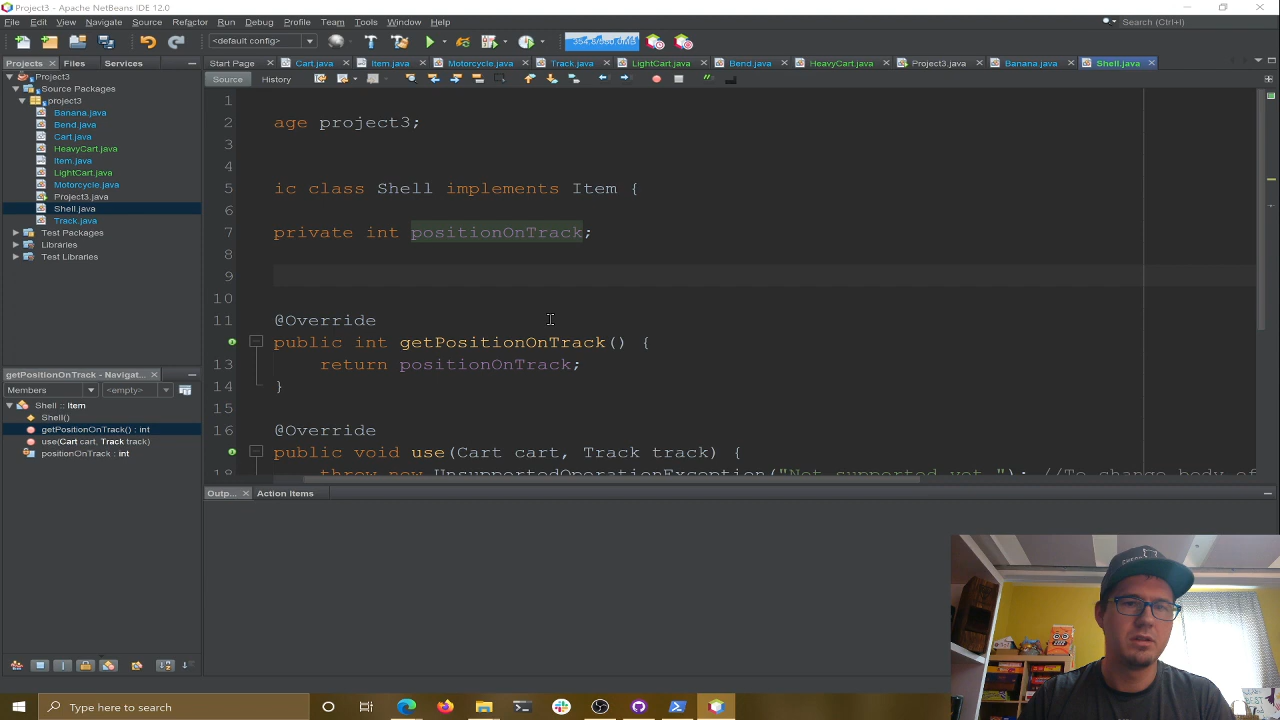 Project3 - Apache NetBeans IDE 12.0
File Edit View Navigate Source Refactor Run Debug Profile Team Tools Window Help
Search (Ctrl+I)
<default config>
354.8/580.0MB
Projects Files Services
Start Page Cart.java Item.java Motorcycle.java Track.java LightCart.java Bend.java HeavyCart.java Project3.java Banana.java Shell.java
Source History
Project3
Source Packages
project3
Banana.java
Bend.java
Cart.java
HeavyCart.java
Item.java
LightCart.java
Motorcycle.java
Project3.java
Shell.java
Track.java
Test Packages
Libraries
Test Libraries
1
2 age project3;
3
4
5 ic class Shell implements Item {
6
7 private int positionOnTrack;
8
9
10
11 @Override
public int getPositionOnTrack() {
13 return positionOnTrack;
14 }
15
16 @Override
public void use(Cart cart, Track track) {
18 throw new UnsupportedOperationException("Not supported yet."); //To change body of
getPositionOnTrack - Navigat...
Members <empty>
Shell :: Item
Shell()
getPositionOnTrack() : int
use(Cart cart, Track track)
positionOnTrack : int
Outp... Action Items
Type here to search